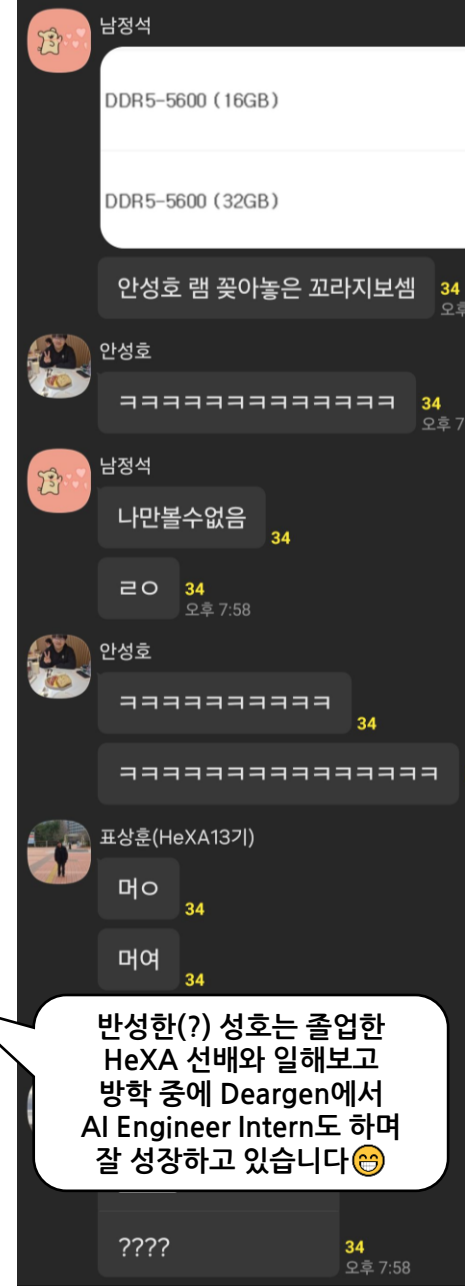 남정석
DDR5-5600 (16GB)
DDR5-5600 (32GB)
안성호 램 꽂아놓은 꼬라지보셈
34
안성호
ㅋㅋㅋㅋㅋㅋㅋㅋㅋㅋㅋㅋㅋ
34
오후 7
남정석
나만볼수없음
34
ㄹㅇ
34
오후 7:58
안성호
ㅋㅋㅋㅋㅋㅋㅋㅋㅋㅋ
34
ㅋㅋㅋㅋㅋㅋㅋㅋㅋㅋㅋㅋㅋㅋㅋ
표상훈(HeXA13기)
머ㅇ
34
머여
34
반성한(?) 성호는 졸업한
HeXA 선배와 일해보고
방학 중에 Deargen에서
AI Engineer Intern도 하며
잘 성장하고 있습니다😁
????
34
오후 7:58